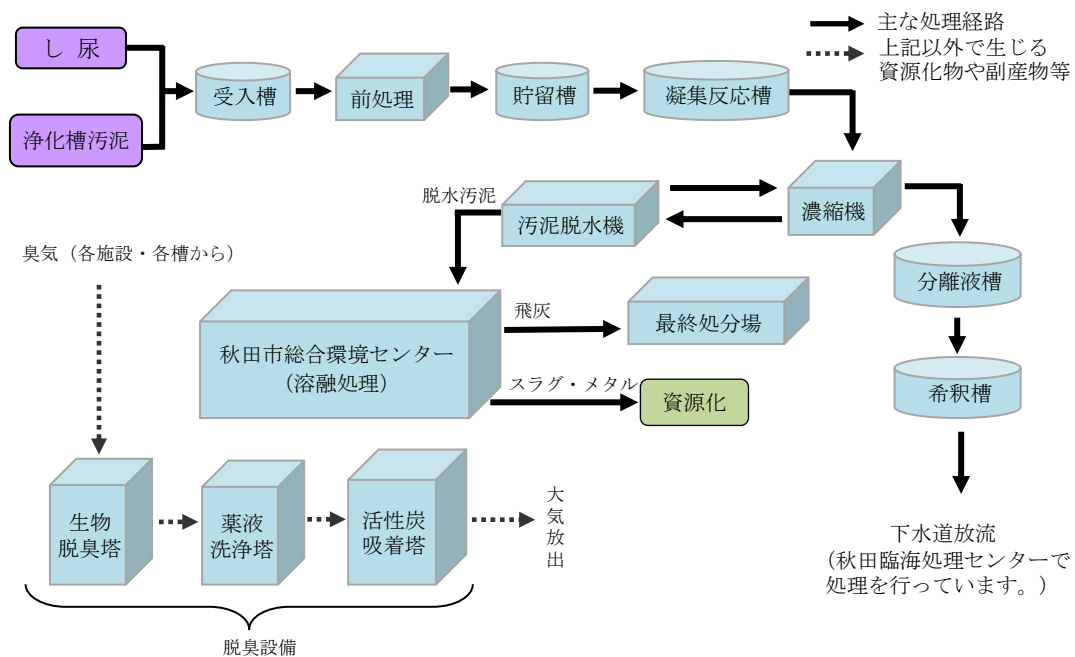 し 尿
浄化槽汚泥
受入槽
前処理
貯留槽
凝集反応槽
主な処理経路
上記以外で生じる
資源化物や副産物等
濃縮機
汚泥脱水機
脱水汚泥
分離液槽
希釈槽
下水道放流
(秋田臨海処理センターで
処理を行っています。)
秋田市総合環境センター
(溶融処理)
飛灰
最終処分場
スラグ・メタル
資源化
臭気(各施設・各槽から)
生物
脱臭塔
薬液
洗浄塔
活性炭
吸着塔
大気放出
脱臭設備